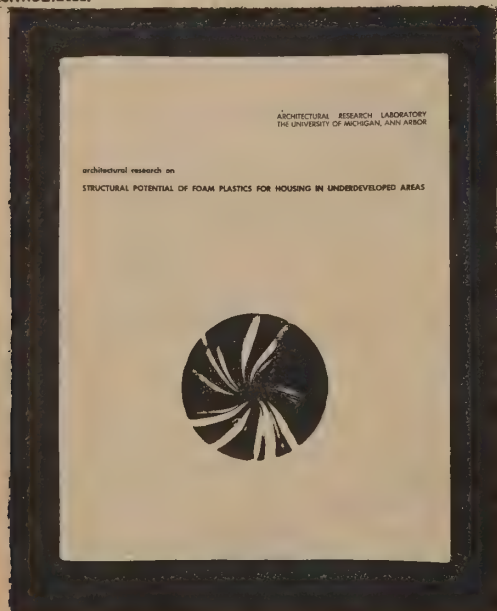 ARCHITECTURAL RESEARCH LABORATORY
THE UNIVERSITY OF MICHIGAN, ANN ARBOR
architectural research on
STRUCTURAL POTENTIAL OF FOAM PLASTICS FOR HOUSING IN UNDERDEVELOPED AREAS